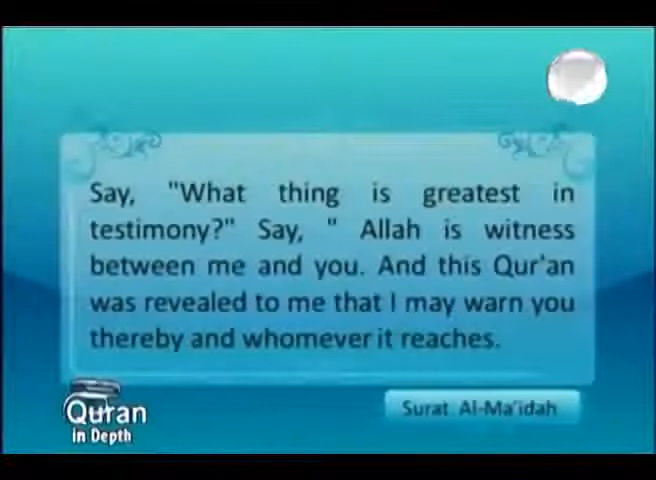 Say, "What thing is greatest in
testimony?" Say, " Allah is witness
between me and you. And this Qur'an
was revealed to me that I may warn you
thereby and whomever it reaches.
Surat Al-Ma'idah
Quran
in Depth